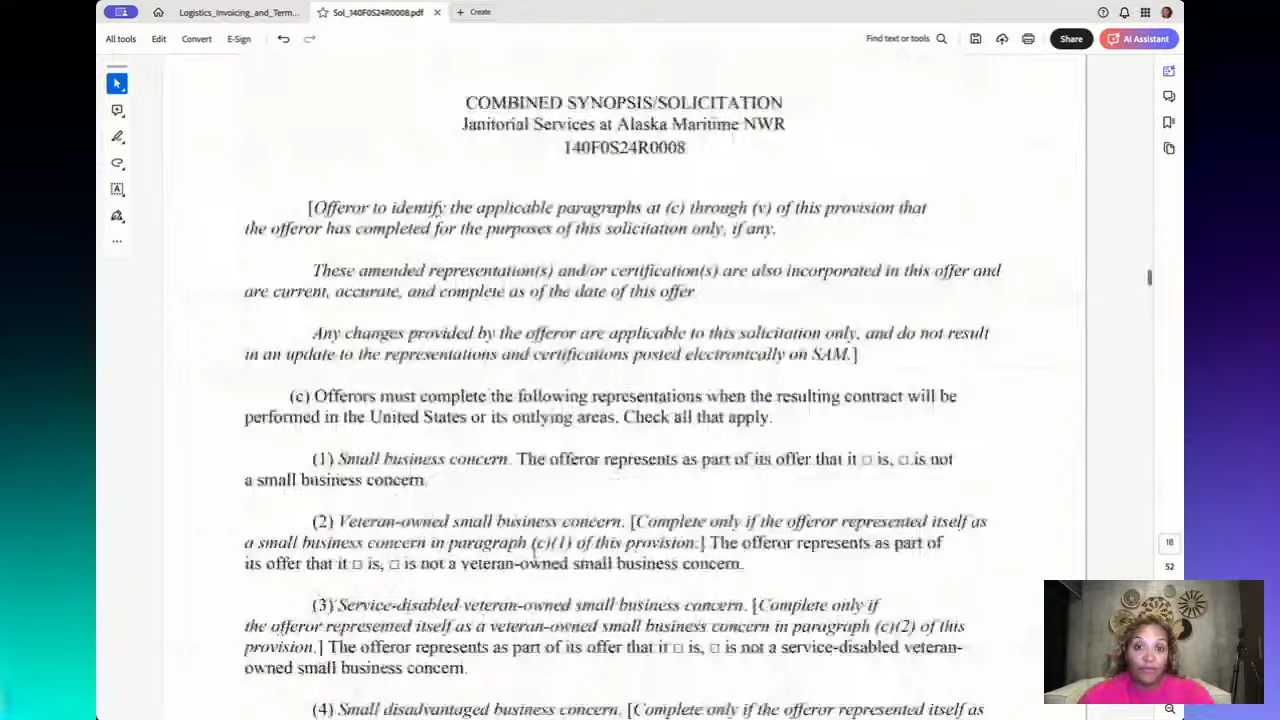 Logistics_Invoicing_and_Term...
Sol_140F0S24R0008.pdf
Create
All tools
Edit
Convert
E-Sign
Find text or tools
Share
AI Assistant
COMBINED SYNOPSIS/SOLICITATION
Janitorial Services at Alaska Maritime NWR
140F0S24R0008
[Offeror to identify the applicable paragraphs at (c) through (v) of this provision that
the offeror has completed for the purposes of this solicitation only, if any.
These amended representation(s) and/or certification(s) are also incorporated in this offer and
are current, accurate, and complete as of the date of this offer
Any changes provided by the offeror are applicable to this solicitation only, and do not result
in an update to the representations and certifications posted electronically on SAM.]
(c) Offerors must complete the following representations when the resulting contract will be
performed in the United States or its outlying areas. Check all that apply.
(1) Small business concern. The offeror represents as part of its offer that it □ is, □ is not
a small business concern.
(2) Veteran-owned small business concern. [Complete only if the offeror represented itself as
a small business concern in paragraph (c)(1) of this provision.] The offeror represents as part of
its offer that it □ is, □ is not a veteran-owned small business concern.
(3) Service-disabled veteran-owned small business concern. [Complete only if
the offeror represented itself as a veteran-owned small business concern in paragraph (c)(2) of this
provision.] The offeror represents as part of its offer that it □ is, □ is not a service-disabled veteran-
owned small business concern.
(4) Small disadvantaged business concern. [Complete only if the offeror represented itself as
18
52